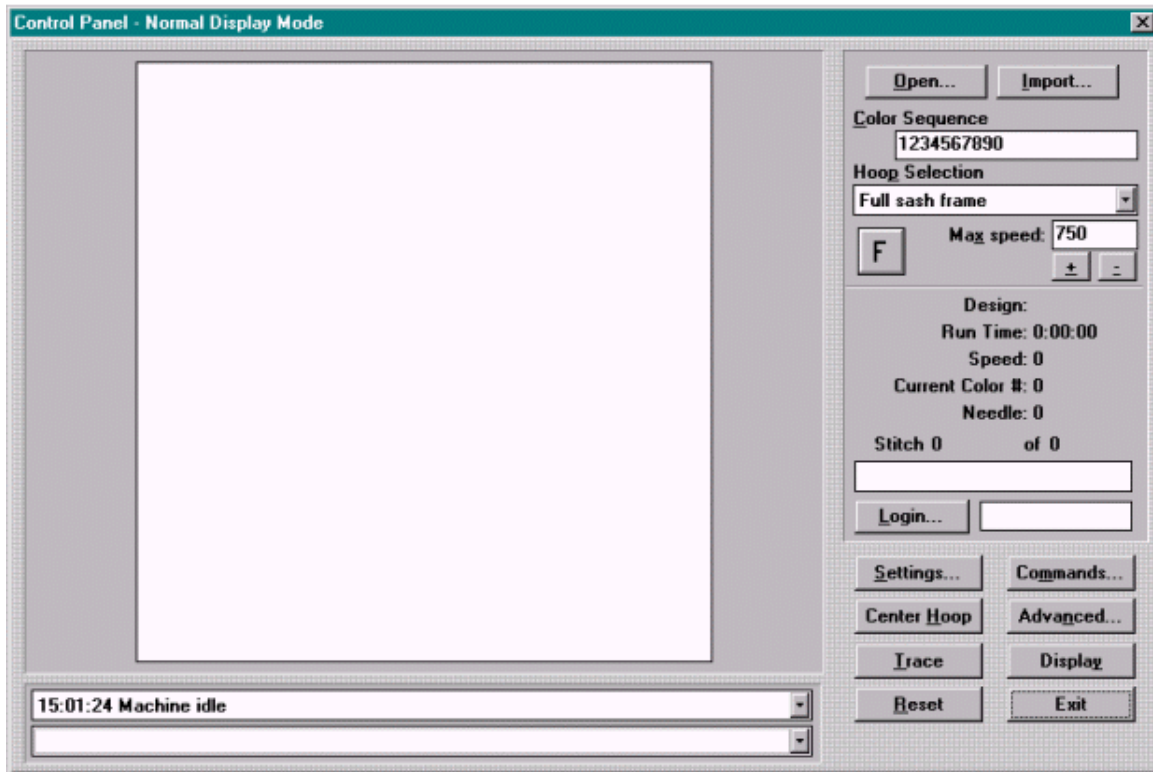 Control Panel - Normal Display Mode
Open... Import...
Color Sequence
1234567890
Hoop Selection
Full sash frame
F Max speed: 750
+ -
Design:
Run Time: 0:00:00
Speed: 0
Current Color #: 0
Needle: 0
Stitch 0 of 0
Login...
Settings... Commands...
Center Hoop Advanced...
Trace Display
Reset Exit
15:01:24 Machine idle